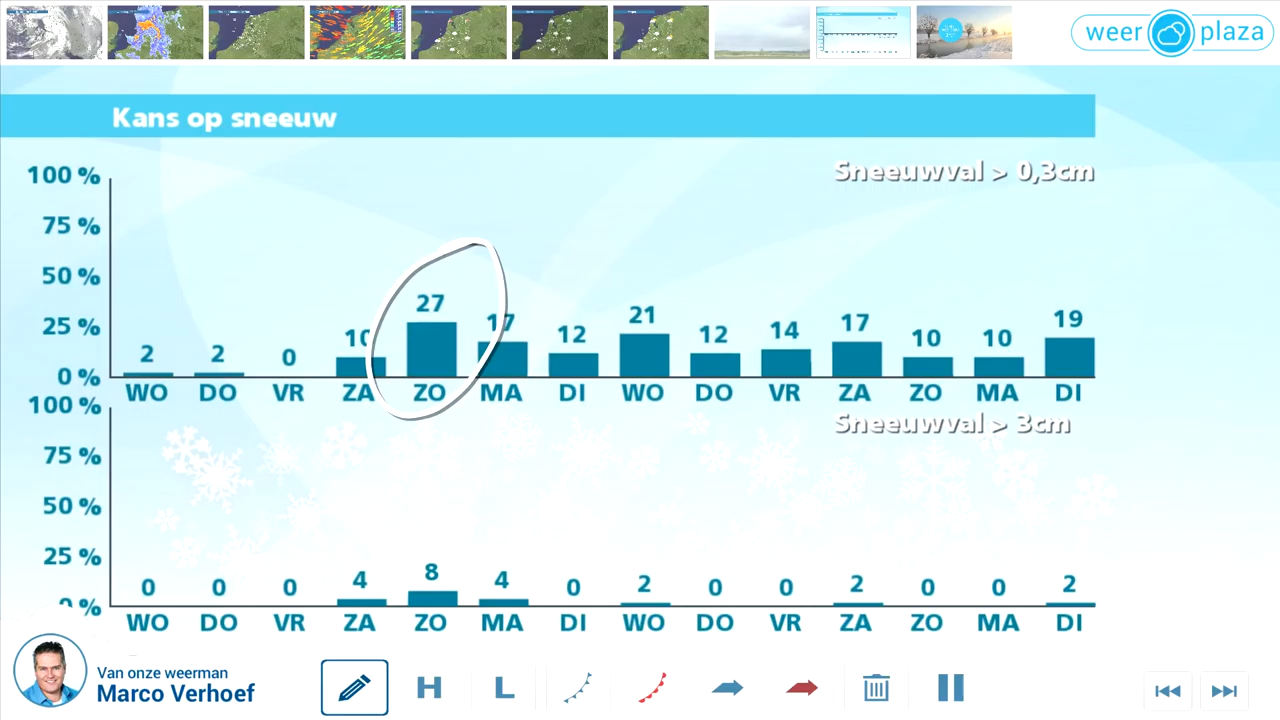 weer plaza
Kans op sneeuw
Sneeuwval > 0,3cm
100 %
75 %
50 %
25 %
0 %
2 2 0 10 27 17 12 21 12 14 17 10 10 19
WO DO VR ZA ZO MA DI WO DO VR ZA ZO MA DI
Sneeuwval > 3cm
100 %
75 %
50 %
25 %
0 %
0 0 0 4 8 4 0 2 0 0 2 0 0 2
WO DO VR ZA ZO MA DI WO DO VR ZA ZO MA DI
Van onze weerman
Marco Verhoef
H L